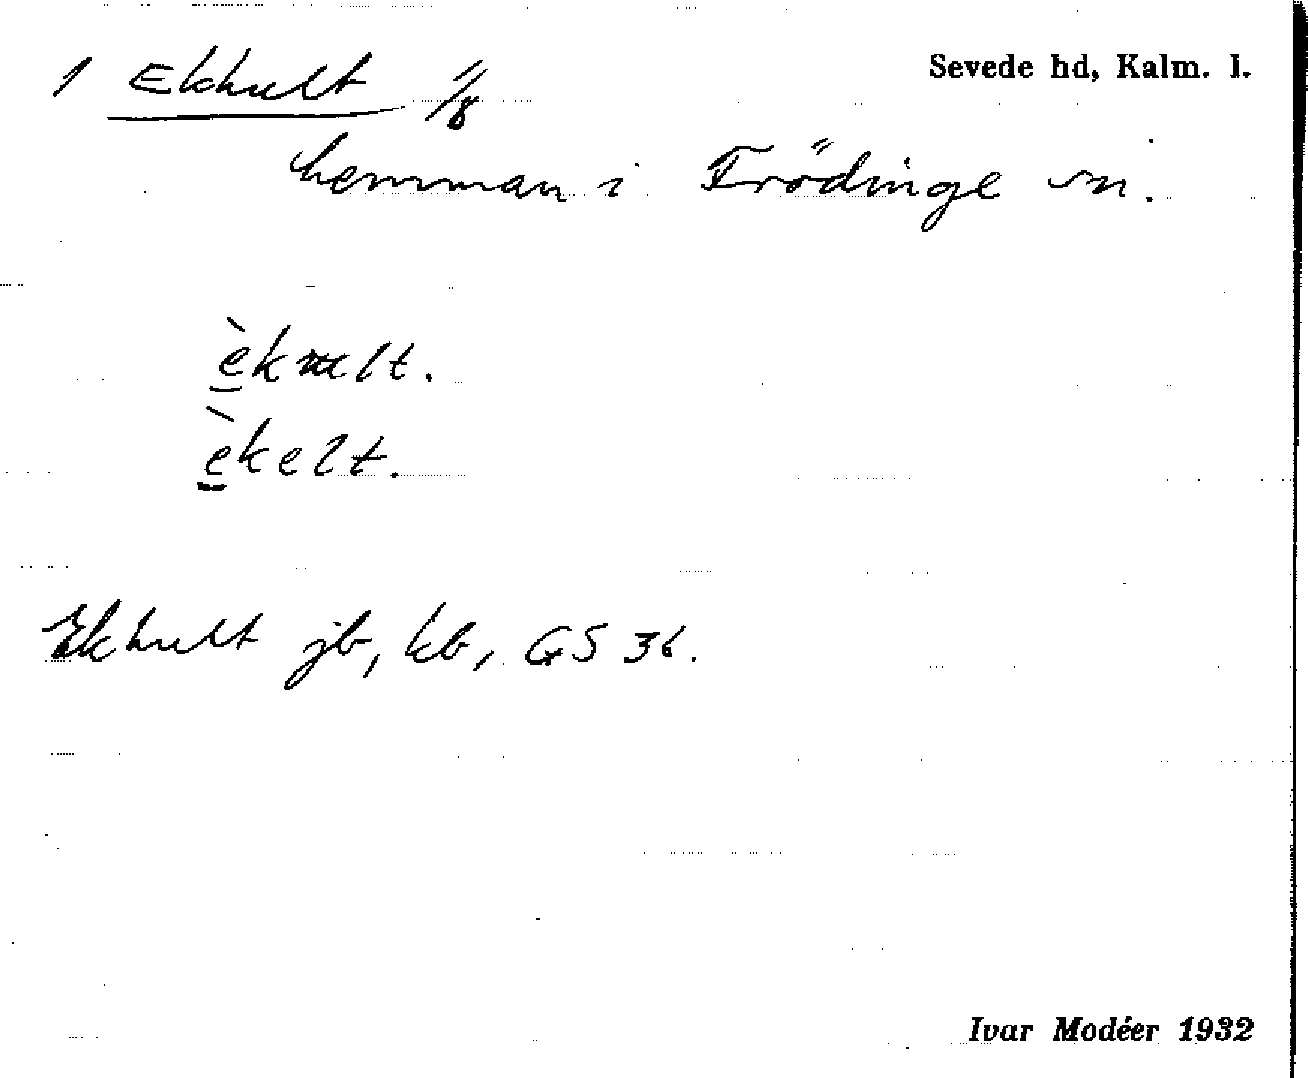 1 Ekhult 1/8 Sevede hd, Kalm. l.
hemman i Frödinge sn.
èkelt.
Ekhult jb, kb, GS 36.
Ivar Modéer 1932